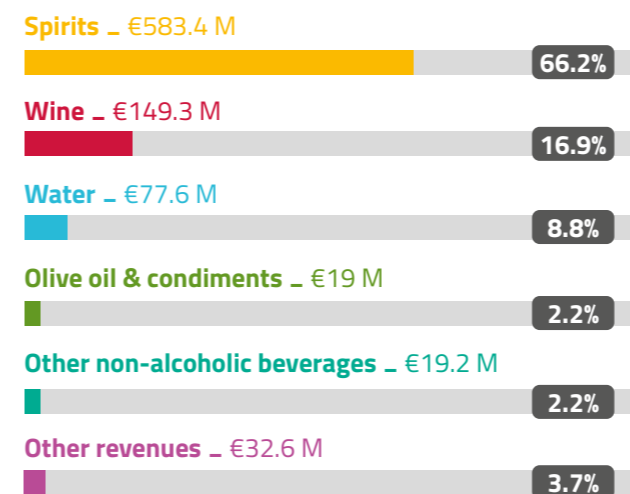 Spirits _ €583.4 M
66.2%
Wine _ €149.3 M
16.9%
Water _ €77.6 M
8.8%
Olive oil & condiments _ €19 M
2.2%
Other non-alcoholic beverages _ €19.2 M
2.2%
Other revenues _ €32.6 M
3.7%